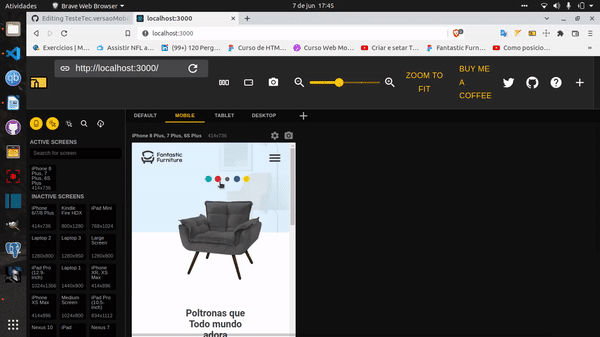 Atividades
Brave Web Browser
7 de jun 17:45
Editing TesteTec.versaoMobi
localhost:3000
localhost:3000
Exercícios | Mo
Assistir NFL a
(99+) 120 Perg
Curso de HTM
Curso Web Mo
Criar e setar T
Fantastic Furn
Como posicio
http://localhost:3000/
ZOOM TO FIT
BUY ME A COFFEE
DEFAULT
MOBILE
TABLET
DESKTOP
iPhone 8 Plus, 7 Plus, 6S Plus 414x736
ACTIVE SCREENS
Search for screen
iPhone 8 Plus, 7 Plus, 6S Plus
414x736
INACTIVE SCREENS
iPhone 6/7/8 Plus
Kindle Fire HDX
iPad Mini
414x736
800x1280
768x1024
Laptop 2
Laptop 3
Large Screen
1280x800
1280x850
1280x800
iPad Pro (12.9-inch)
Laptop 1
iPhone XR, XS Max
1024x1366
1440x900
414x896
iPhone XS Max
Medium Screen
iPad Pro (10.5-inch)
414x896
1024x800
834x1112
Nexus 10
iPad
Nexus 7
Fantastic
Furniture
Poltronas que
Todo mundo
adora